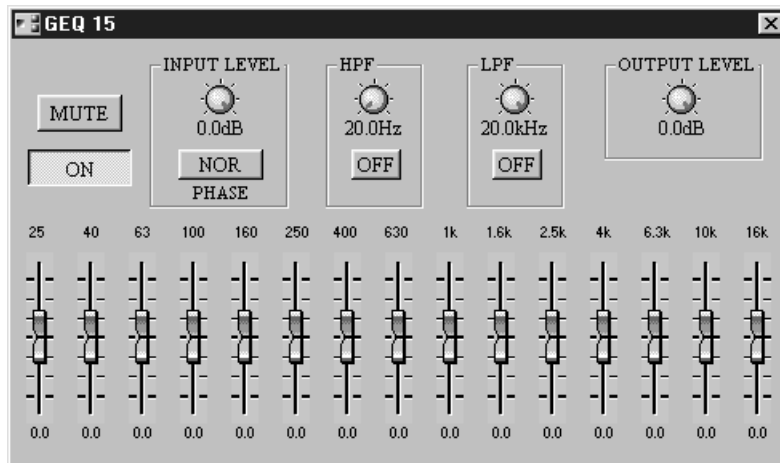 GEQ 15
INPUT LEVEL HPF LPF OUTPUT LEVEL
MUTE
0.0dB 20.0Hz 20.0kHz 0.0dB
ON NOR OFF OFF
PHASE
25 40 63 100 160 250 400 630 1k 1.6k 2.5k 4k 6.3k 10k 16k
0.0 0.0 0.0 0.0 0.0 0.0 0.0 0.0 0.0 0.0 0.0 0.0 0.0 0.0 0.0